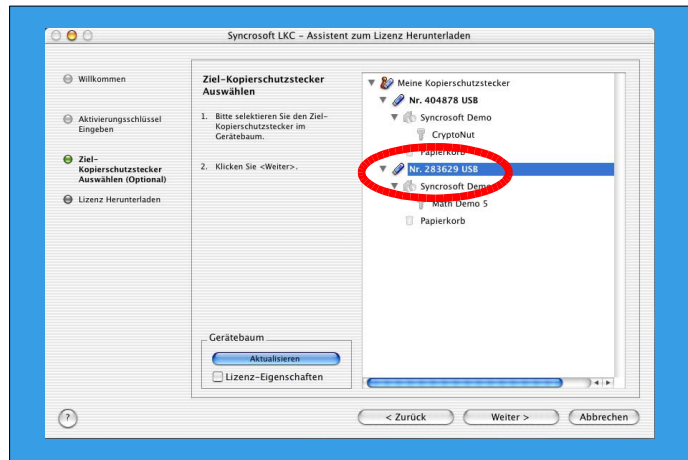 Syncrosoft LKC – Assistent zum Lizenz Herunterladen
Willkommen
Aktivierungsschlüssel
Eingeben
Ziel–
Kopierschutzstecker
Auswählen (Optional)
Lizenz Herunterladen
Ziel–Kopierschutzstecker
Auswählen
1. Bitte selektieren Sie den Ziel–
Kopierschutzstecker im
Gerätebaum.
2. Klicken Sie <Weiter>.
Gerätebaum
Aktualisieren
Lizenz–Eigenschaften
Meine Kopierschutzstecker
Nr. 404878 USB
Syncrosoft Demo
CryptoNut
Papierkorb
Nr. 283629 USB
Syncrosoft Demo
Math Demo 5
Papierkorb
?
< Zurück
Weiter >
Abbrechen